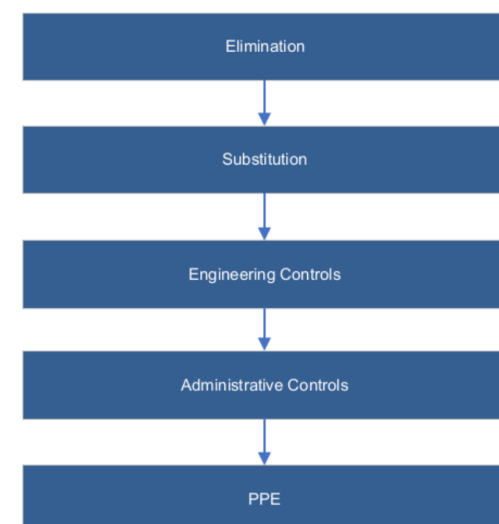 Elimination
Substitution
Engineering Controls
Administrative Controls
PPE